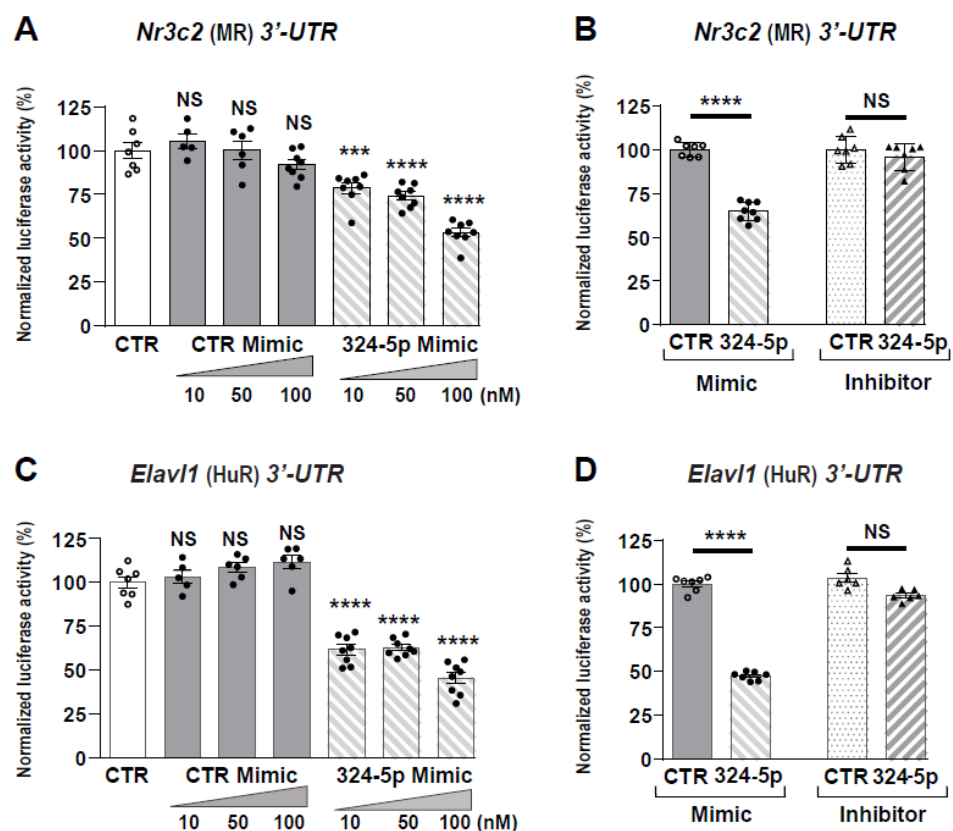 A
Nr3c2 (MR) 3'-UTR
Normalized luciferase activity (%)
125
100
75
50
25
0
NS
NS
NS
***
****
****
CTR
CTR Mimic
324-5p Mimic
10 50 100 10 50 100 (nM)
B
Nr3c2 (MR) 3'-UTR
Normalized luciferase activity (%)
125
100
75
50
25
0
****
NS
CTR 324-5p CTR 324-5p
Mimic Inhibitor
C
Elavl1 (HuR) 3'-UTR
Normalized luciferase activity (%)
125
100
75
50
25
0
NS
NS
NS
****
****
****
CTR
CTR Mimic
324-5p Mimic
10 50 100 10 50 100 (nM)
D
Elavl1 (HuR) 3'-UTR
Normalized luciferase activity (%)
125
100
75
50
25
0
****
NS
CTR 324-5p CTR 324-5p
Mimic Inhibitor